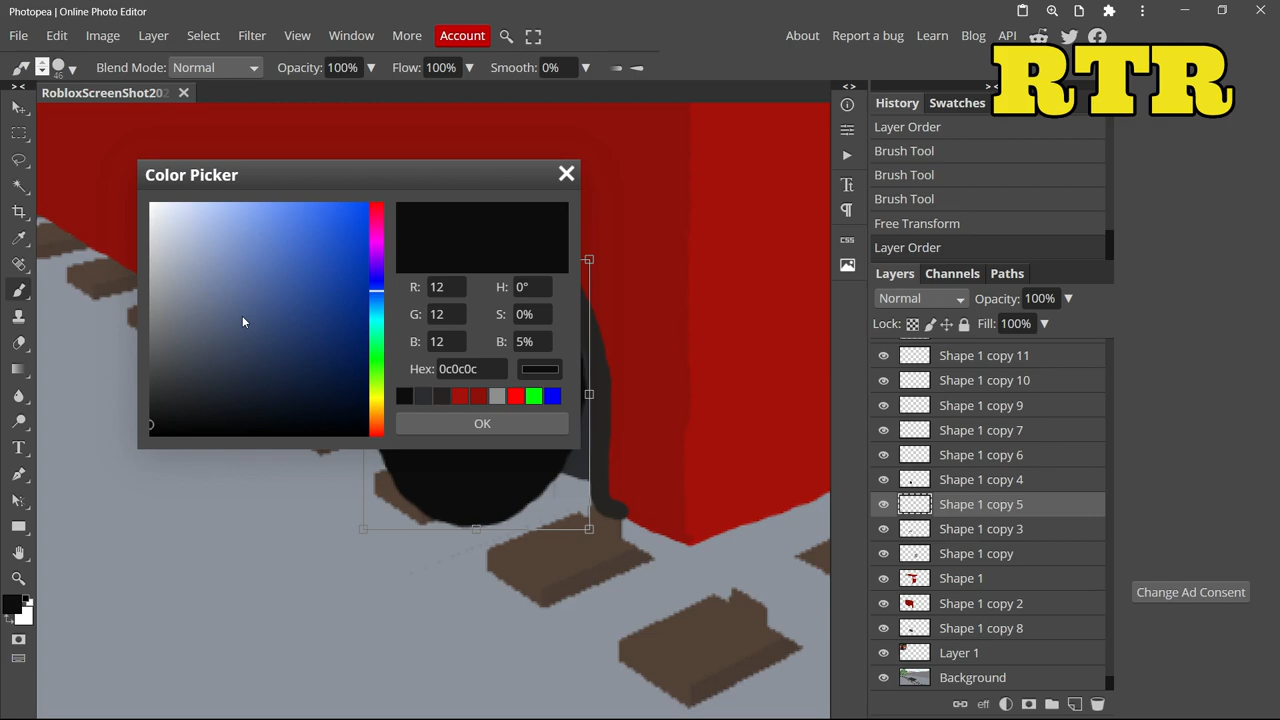 Photopea | Online Photo Editor
File Edit Image Layer Select Filter View Window More Account
About Report a bug Learn Blog API
RTR
46 Blend Mode: Normal Opacity: 100% Flow: 100% Smooth: 0%
RobloxScreenShot202
History Swatches
Layer Order
Brush Tool
Brush Tool
Brush Tool
Free Transform
Layer Order
Color Picker
R: 12 H: 0°
G: 12 S: 0%
B: 12 B: 5%
Hex: 0c0c0c
OK
CSS
Layers Channels Paths
Normal Opacity: 100%
Lock: Fill: 100%
Shape 1 copy 11
Shape 1 copy 10
Shape 1 copy 9
Shape 1 copy 7
Shape 1 copy 6
Shape 1 copy 4
Shape 1 copy 5
Shape 1 copy 3
Shape 1 copy
Shape 1
Shape 1 copy 2
Shape 1 copy 8
Layer 1
Background
eff
Change Ad Consent